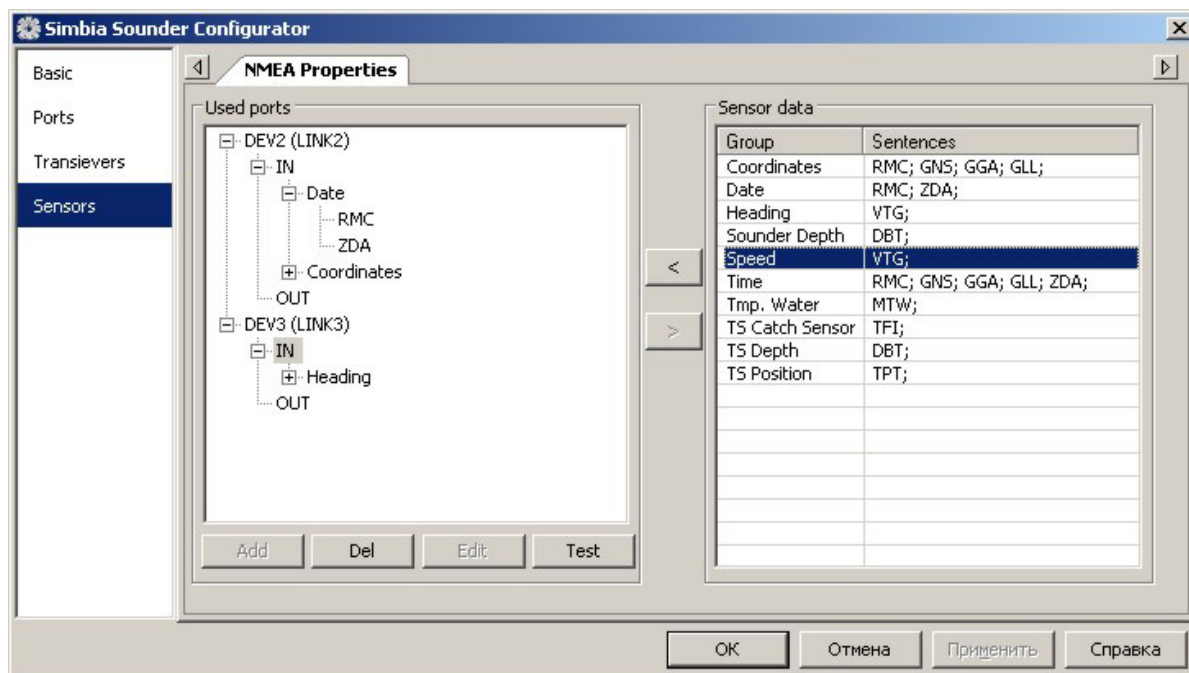 Simbia Sounder Configurator
Basic
Ports
Transievers
Sensors
NMEA Properties
Used ports
DEV2 (LINK2)
IN
Date
RMC
ZDA
Coordinates
OUT
DEV3 (LINK3)
IN
Heading
OUT
Add Del Edit Test
<
>
Sensor data
Group Sentences
Coordinates RMC; GNS; GGA; GLL;
Date RMC; ZDA;
Heading VTG;
Sounder Depth DBT;
Speed VTG;
Time RMC; GNS; GGA; GLL; ZDA;
Tmp. Water MTW;
TS Catch Sensor TFI;
TS Depth DBT;
TS Position TPT;
OK Отмена Применить Справка